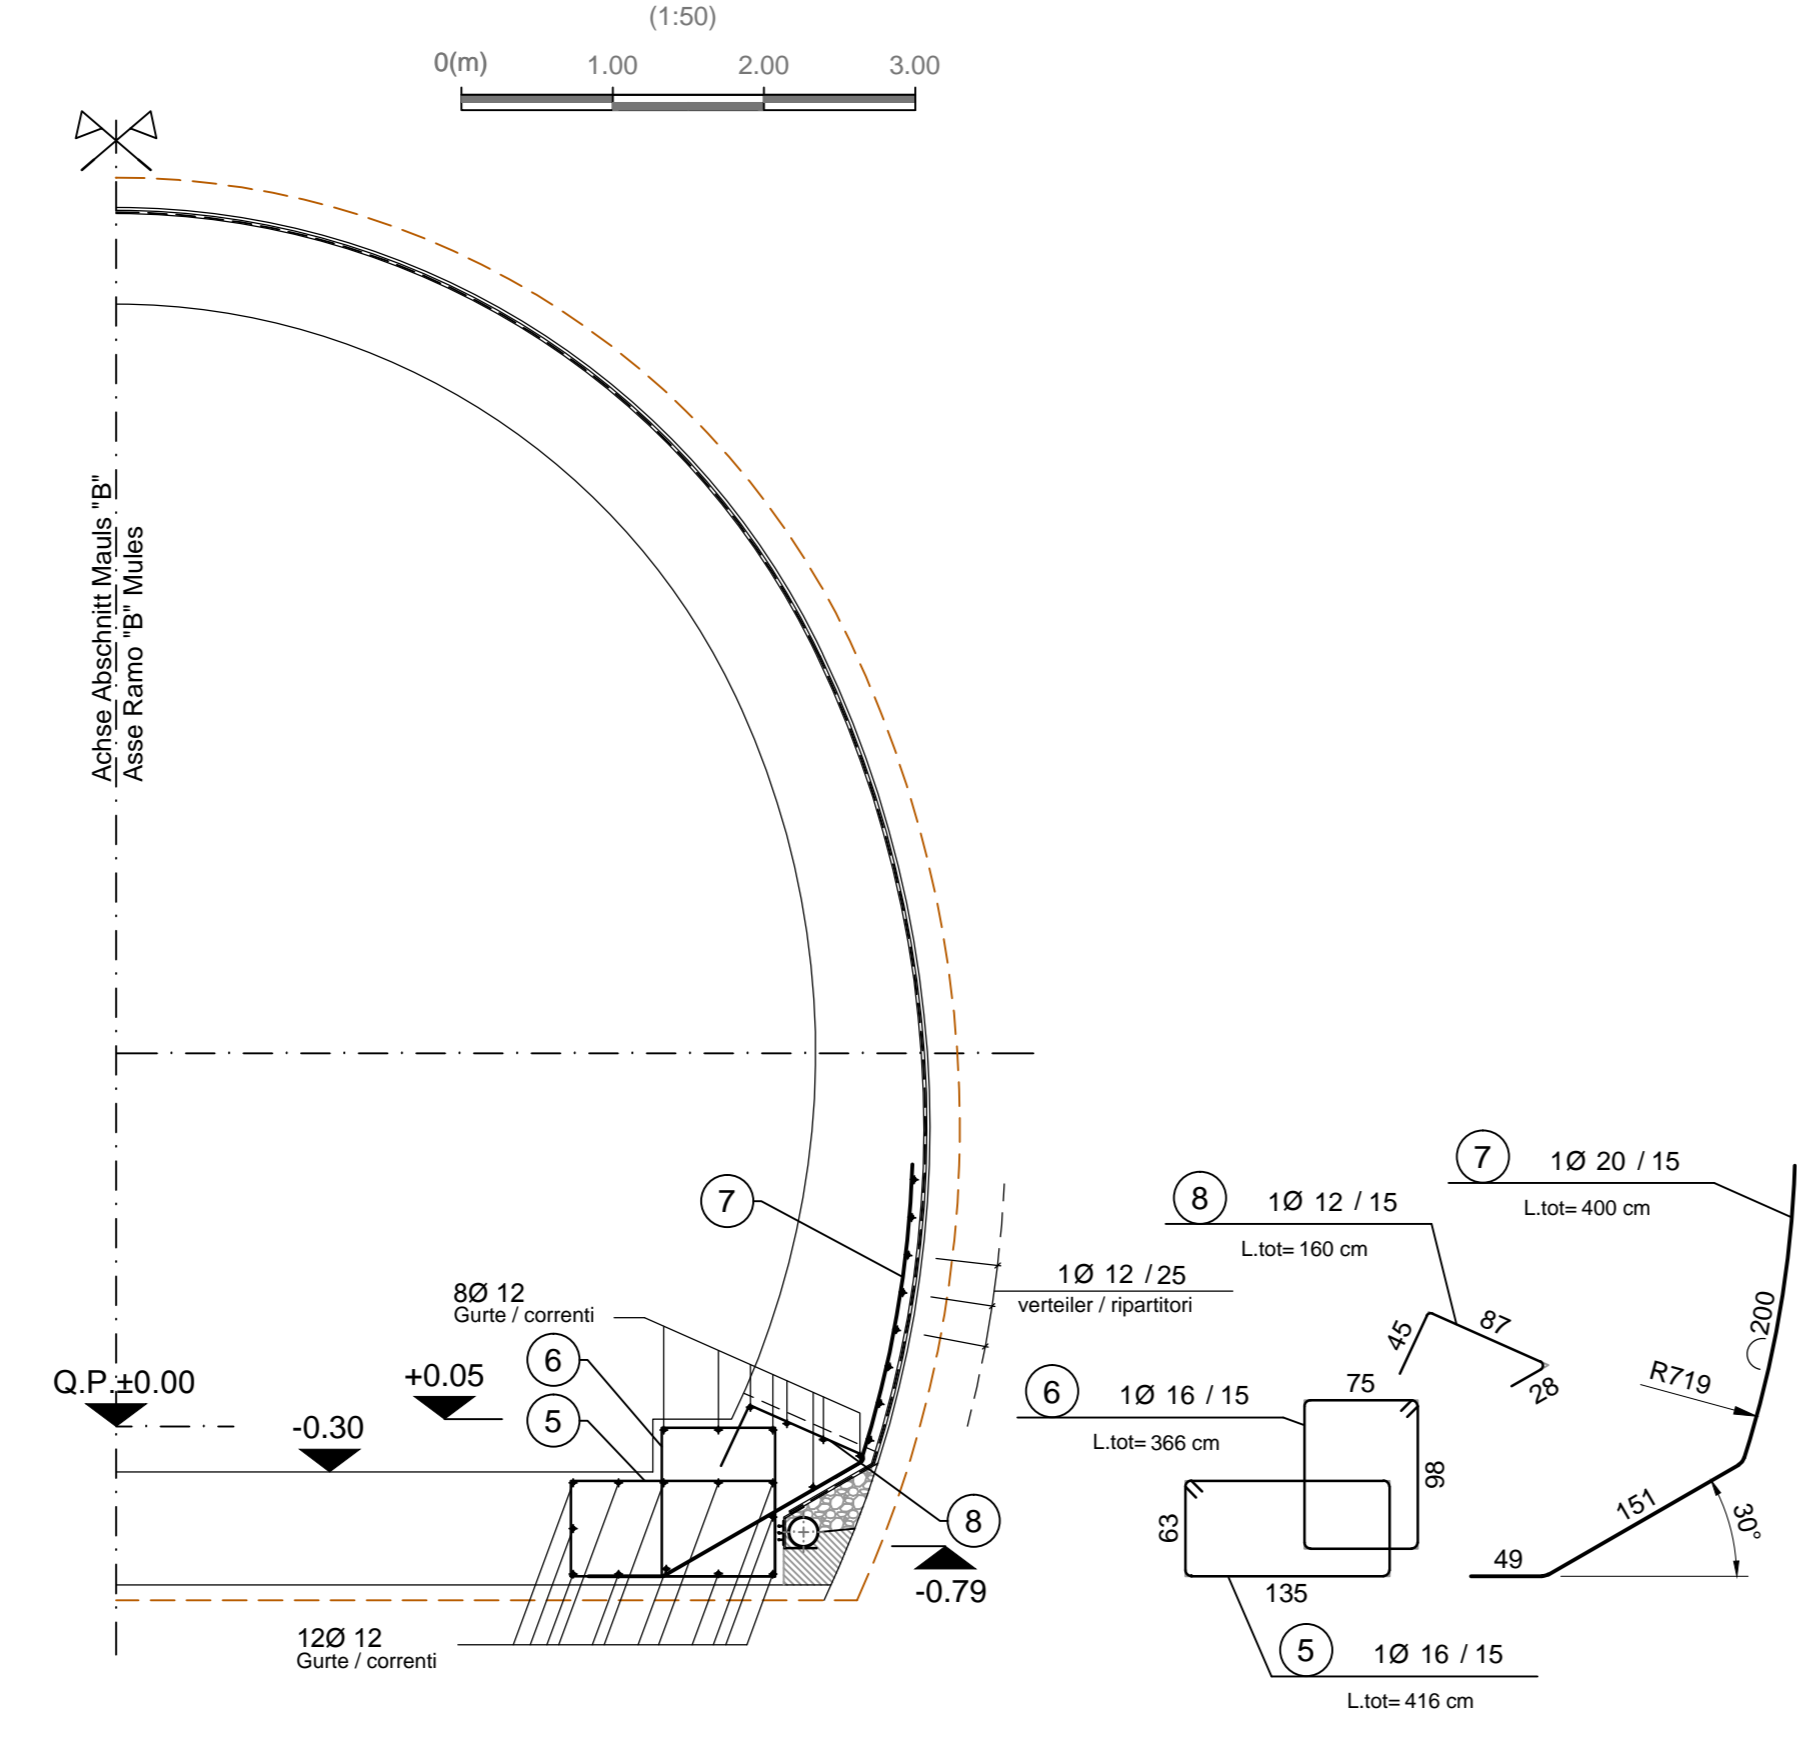 (1:50)
0(m) 1.00 2.00 3.00
Achse Abschnitt Mauls "B"
Asse Ramo "B" Mules
7
7
1Ø 20 / 15
L.tot= 400 cm
8
1Ø 12 / 15
L.tot= 160 cm
1Ø 12 / 25
verteiler / ripartitori
8Ø 12
Gurte / correnti
6
5
Q.P.±0.00
+0.05
-0.30
8
-0.79
12Ø 12
Gurte / correnti
45
87
28
200
R719
151
30°
49
6
1Ø 16 / 15
L.tot= 366 cm
75
98
63
135
5
1Ø 16 / 15
L.tot= 416 cm